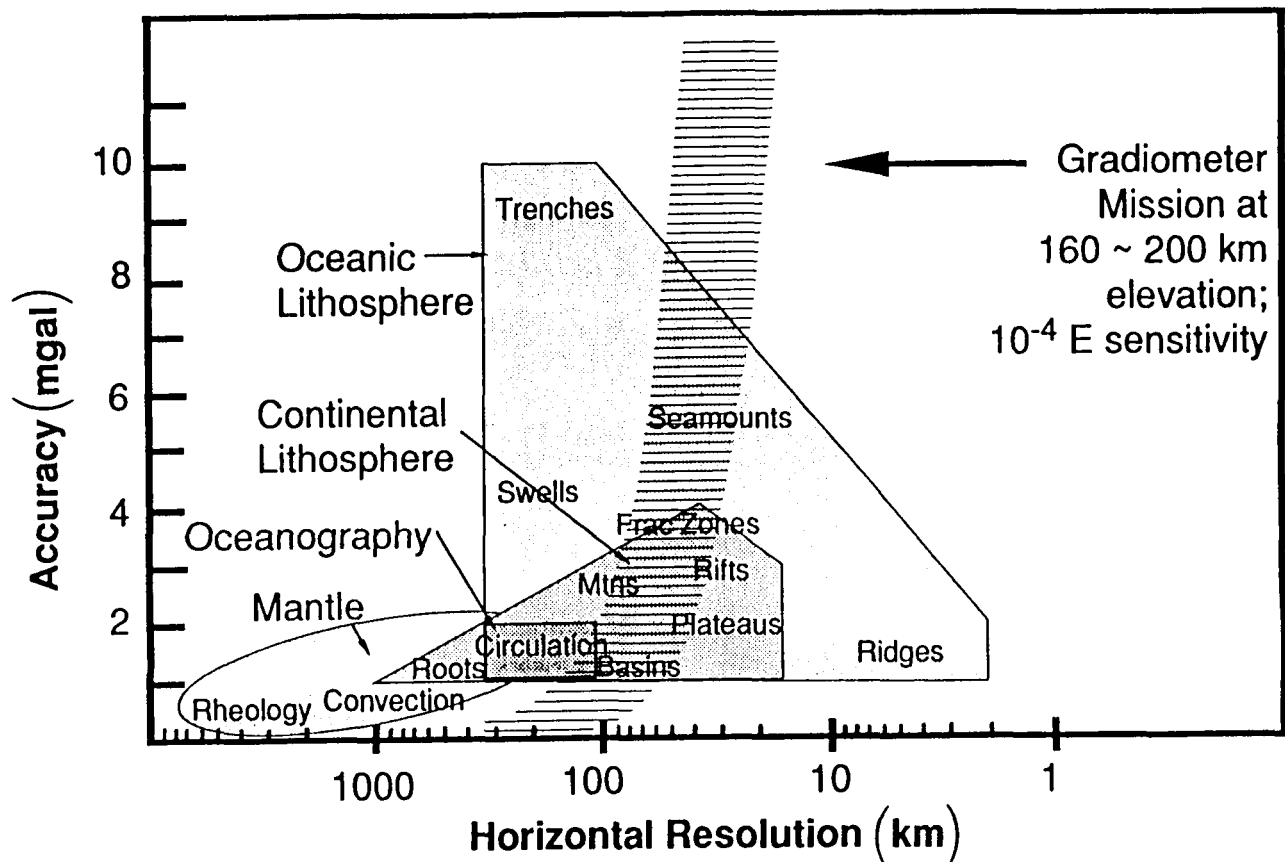 Accuracy (mgal)
10
8
6
4
2
Trenches
Oceanic
Lithosphere
Gradiometer
Mission at
160 ~ 200 km
elevation;
10⁻⁴ E sensitivity
Continental
Lithosphere
Seamounts
Swells
Frac Zones
Oceanography
Mtns
Rifts
Mantle
Plateaus
Circulation
Roots
Basins
Ridges
Rheology
Convection
1000
100
10
1
Horizontal Resolution (km)